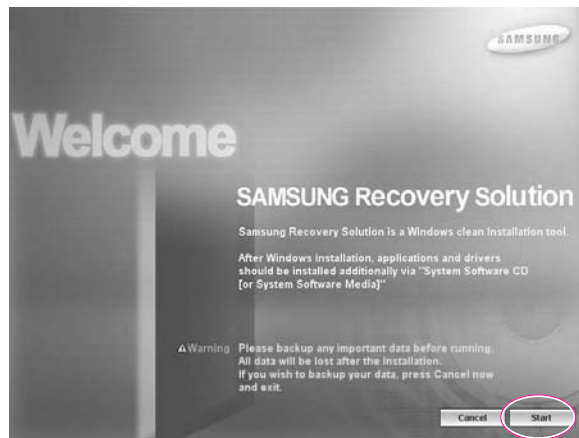 SAMSUNG
Welcome
SAMSUNG Recovery Solution
Samsung Recovery Solution is a Windows clean Installation tool.
After Windows installation, applications and drivers
should be installed additionally via "System Software CD
[or System Software Media]"
Warning Please backup any important data before running.
All data will be lost after the installation.
If you wish to backup your data, press Cancel now
and exit.
Cancel Start